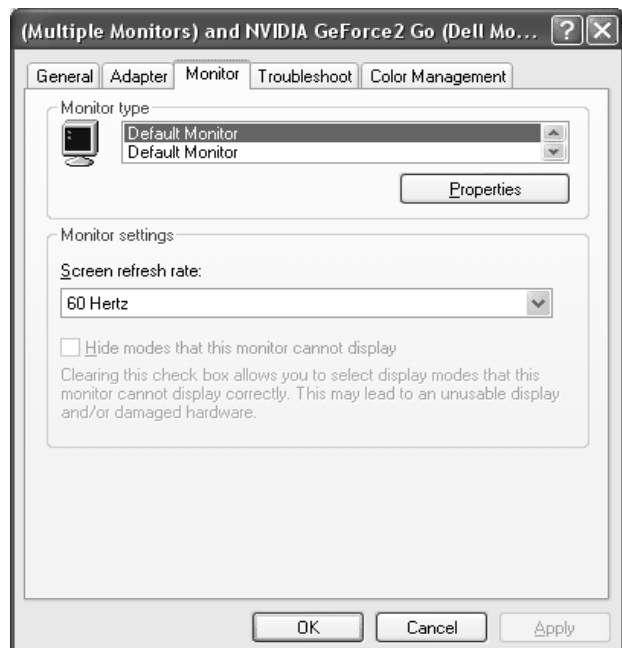 (Multiple Monitors) and NVIDIA GeForce2 Go (Dell Mo...
General Adapter Monitor Troubleshoot Color Management
Monitor type
Default Monitor
Default Monitor
Properties
Monitor settings
Screen refresh rate:
60 Hertz
Hide modes that this monitor cannot display
Clearing this check box allows you to select display modes that this
monitor cannot display correctly. This may lead to an unusable display
and/or damaged hardware.
OK Cancel Apply